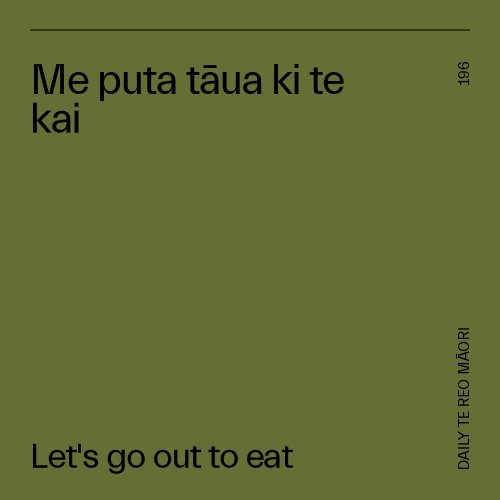 Me puta tāua ki te
kai
196
DAILY TE REO MĀORI
Let's go out to eat